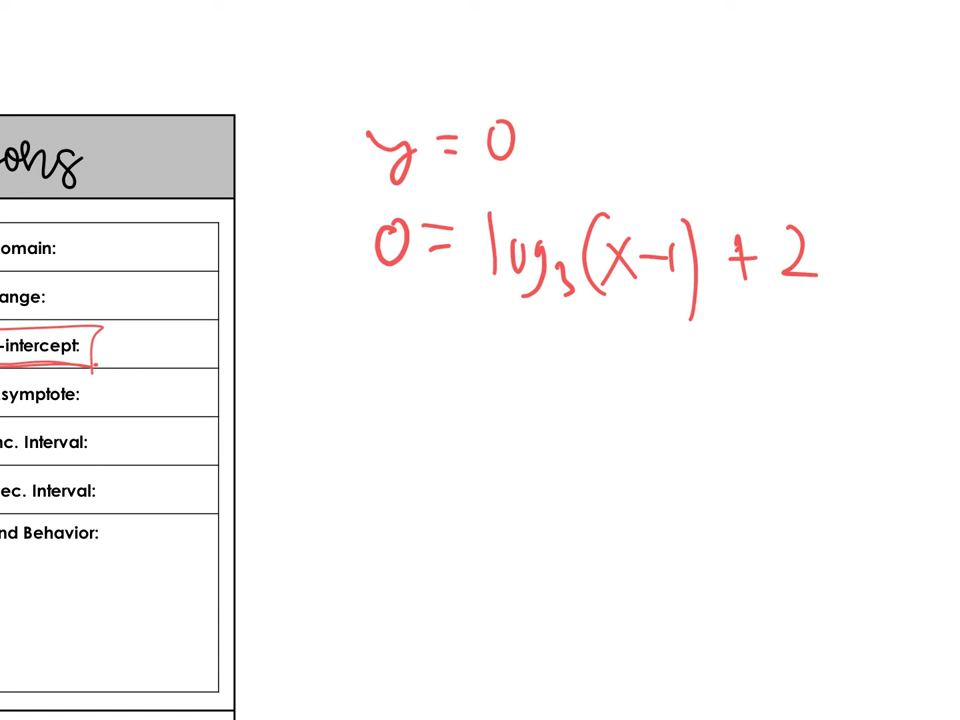 ons
y = 0
0 = log₃(x-1) + 2
omain:
ange:
-intercept:
symptote:
nc. Interval:
ec. Interval:
nd Behavior: